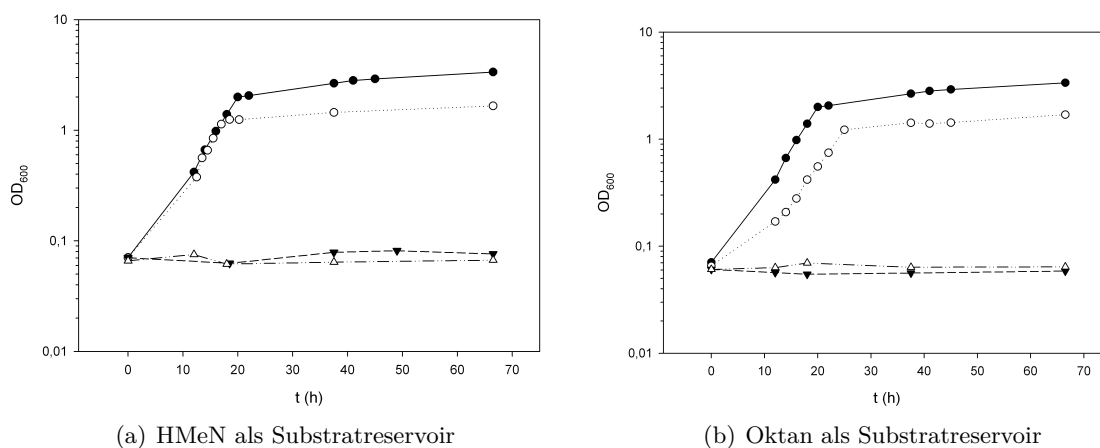 10
1
0,1
0,01
OD600
0 10 20 30 40 50 60 70
t (h)
(a) HMeN als Substratreservoir
10
1
0,1
0,01
OD600
0 10 20 30 40 50 60 70
t (h)
(b) Oktan als Substratreservoir